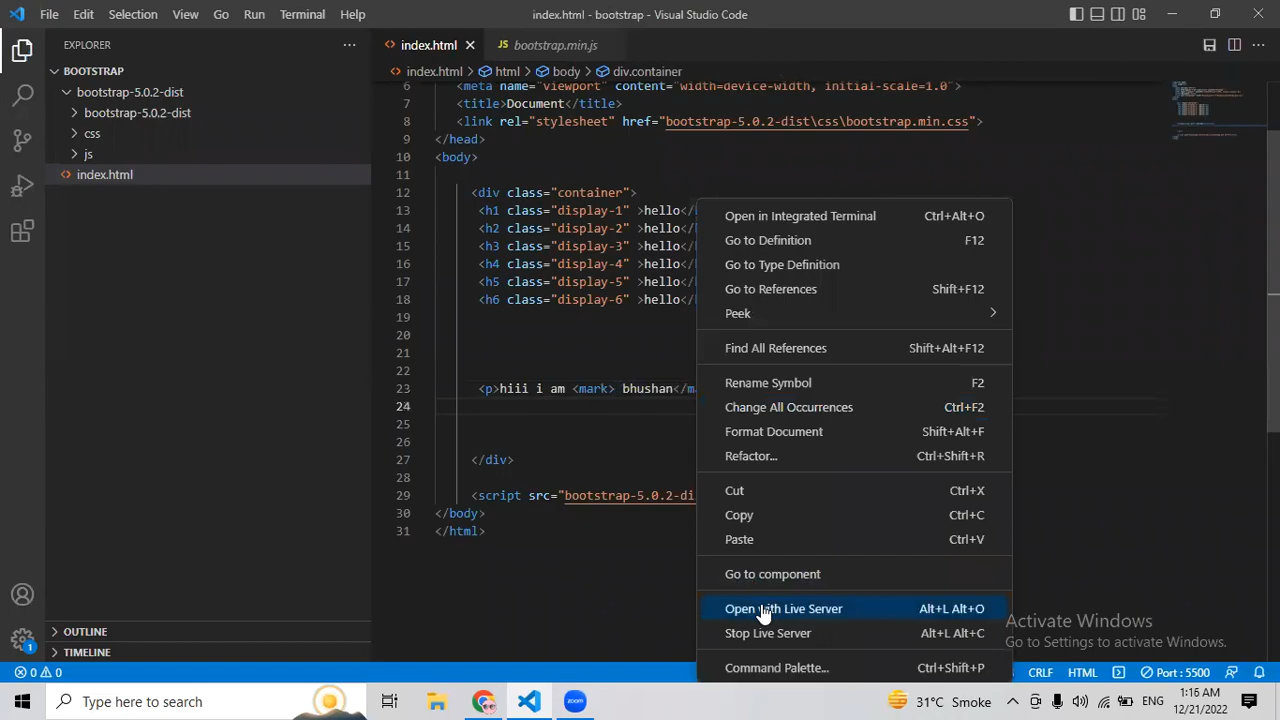 File Edit Selection View Go Run Terminal Help
index.html - bootstrap - Visual Studio Code
EXPLORER
index.html
JS bootstrap.min.js
BOOTSTRAP
index.html > html > body > div.container
bootstrap-5.0.2-dist
bootstrap-5.0.2-dist
css
js
index.html
6 <meta name="viewport" content="width=device-width, initial-scale=1.0">
7 <title>Document</title>
8 <link rel="stylesheet" href="bootstrap-5.0.2-dist\css\bootstrap.min.css">
9 </head>
10 <body>
11
12 <div class="container">
13 <h1 class="display-1" >hello</
14 <h2 class="display-2" >hello</
15 <h3 class="display-3" >hello</
16 <h4 class="display-4" >hello</
17 <h5 class="display-5" >hello</
18 <h6 class="display-6" >hello</
19
20
21
22
23 <p>hiii i am <mark> bhushan</m
24
25
26
27 </div>
28
29 <script src="bootstrap-5.0.2-di
30 </body>
31 </html>
Open in Integrated Terminal Ctrl+Alt+O
Go to Definition F12
Go to Type Definition
Go to References Shift+F12
Peek
Find All References Shift+Alt+F12
Rename Symbol F2
Change All Occurrences Ctrl+F2
Format Document Shift+Alt+F
Refactor... Ctrl+Shift+R
Cut Ctrl+X
Copy Ctrl+C
Paste Ctrl+V
Go to component
Open with Live Server Alt+L Alt+O
Stop Live Server Alt+L Alt+C
Command Palette... Ctrl+Shift+P
Activate Windows
Go to Settings to activate Windows.
OUTLINE
TIMELINE
1
0 0
CRLF HTML Port : 5500
Type here to search
31°C Smoke
1:16 AM
12/21/2022